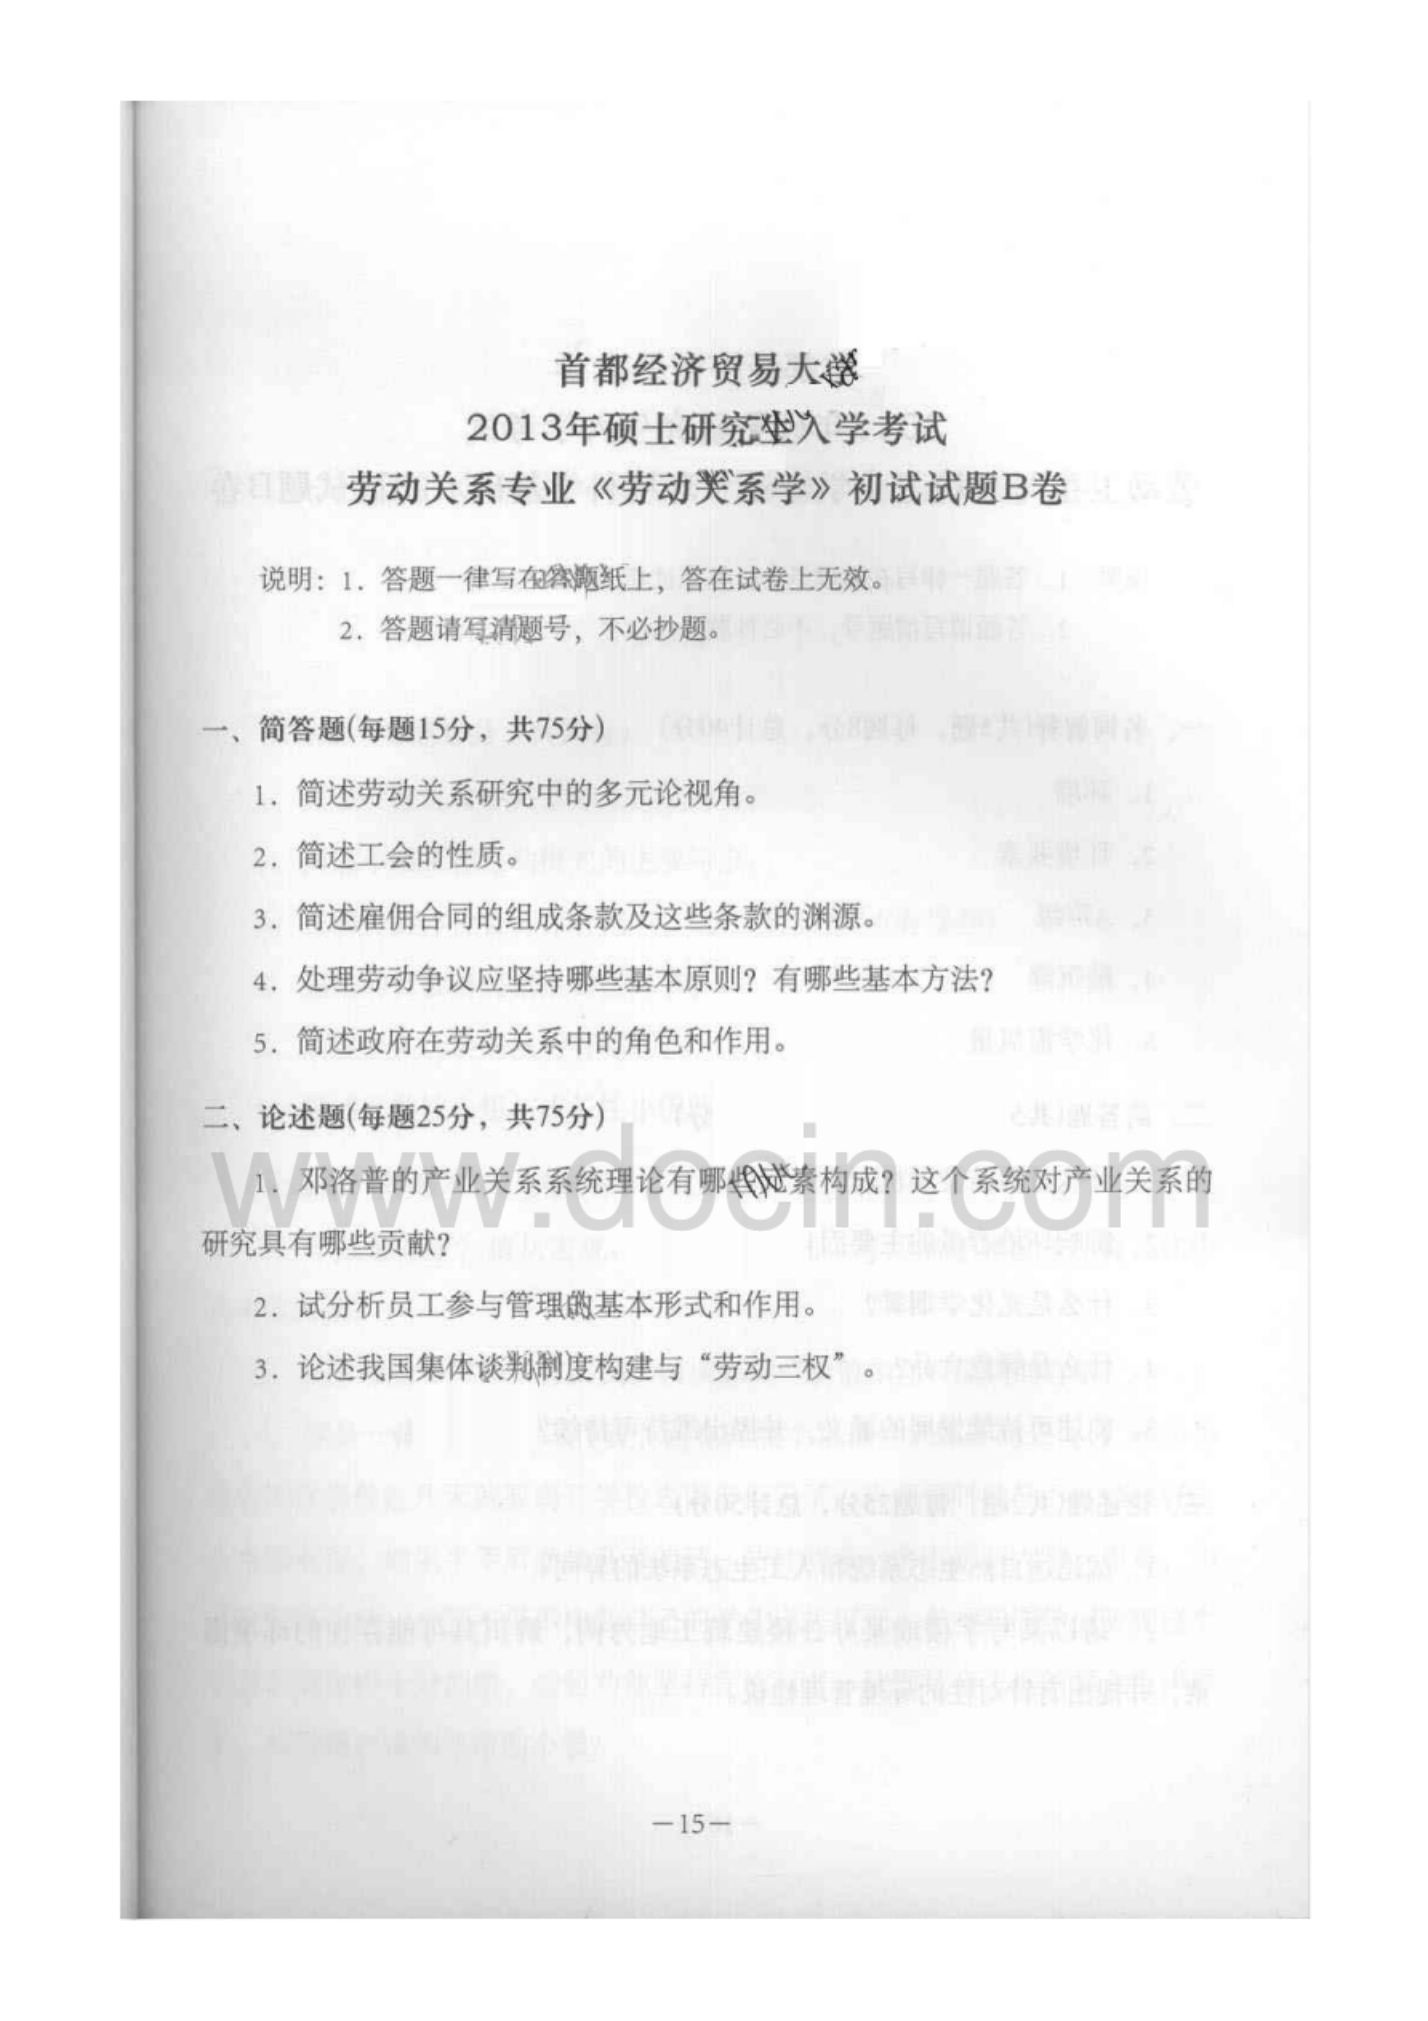 首都经济贸易大学
2013年硕士研究生入学考试
劳动关系专业《劳动关系学》初试试题B卷
说明：1．答题一律写在答题纸上，答在试卷上无效。
2．答题请写清题号，不必抄题。
一、简答题(每题15分，共75分)
1．简述劳动关系研究中的多元论视角。
2．简述工会的性质。
3．简述雇佣合同的组成条款及这些条款的渊源。
4．处理劳动争议应坚持哪些基本原则？有哪些基本方法？
5．简述政府在劳动关系中的角色和作用。
二、论述题(每题25分，共75分)
www.docin.com
1．邓洛普的产业关系系统理论有哪些元素构成？这个系统对产业关系的
研究具有哪些贡献？
2．试分析员工参与管理的基本形式和作用。
3．论述我国集体谈判制度构建与“劳动三权”。
—15—